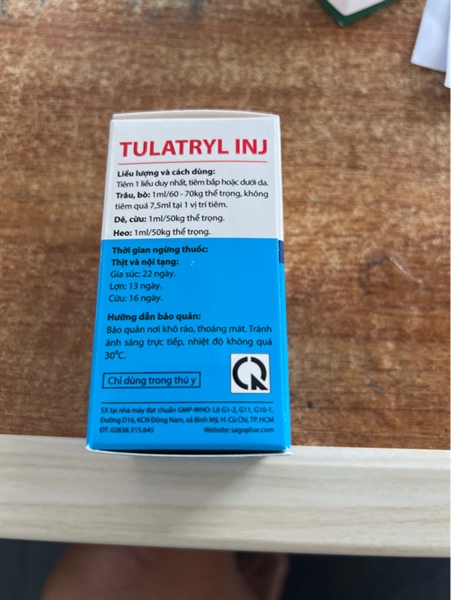 TULATRYL INJ
Liều lượng và cách dùng:
Tiêm 1 liều duy nhất, tiêm bắp hoặc dưới da.
Trâu, bò: 1ml/60 - 70kg thể trọng, không
tiêm quá 7,5ml tại 1 vị trí tiêm.
Dê, cừu: 1ml/50kg thể trọng.
Heo: 1ml/50kg thể trọng.
Thời gian ngừng thuốc:
Thịt và nội tạng:
Gia súc: 22 ngày.
Lợn: 13 ngày.
Cừu: 16 ngày.
Hướng dẫn bảo quản:
Bảo quản nơi khô ráo, thoáng mát. Tránh
ánh sáng trực tiếp, nhiệt độ không quá
30⁰C.
Chỉ dùng trong thú y
SX tại nhà máy đạt chuẩn GMP-WHO: Lô G1-2, G11, G10-1,
Đường D16, KCN Đông Nam, xã Bình Mỹ, H. Củ Chi, TP. HCM
ĐT: 02838.315.645 Website: sagophar.com